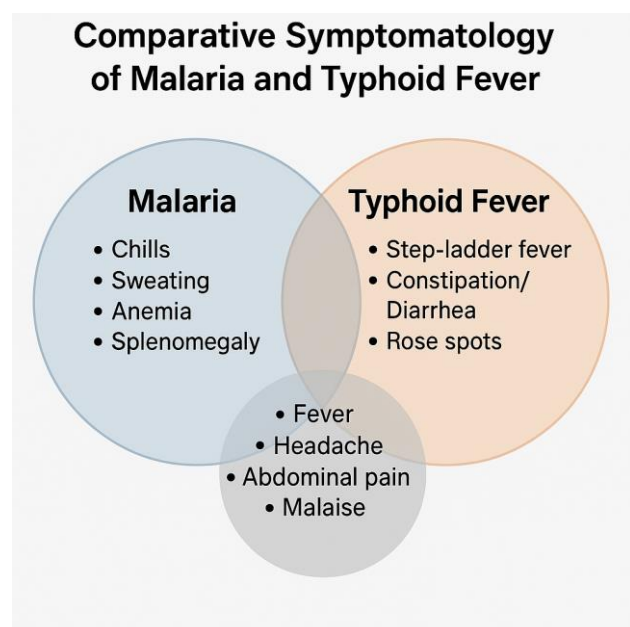 Comparative Symptomatology
of Malaria and Typhoid Fever
Malaria
• Chills
• Sweating
• Anemia
• Splenomegaly
Typhoid Fever
• Step-ladder fever
• Constipation/
Diarrhea
• Rose spots
• Fever
• Headache
• Abdominal pain
• Malaise